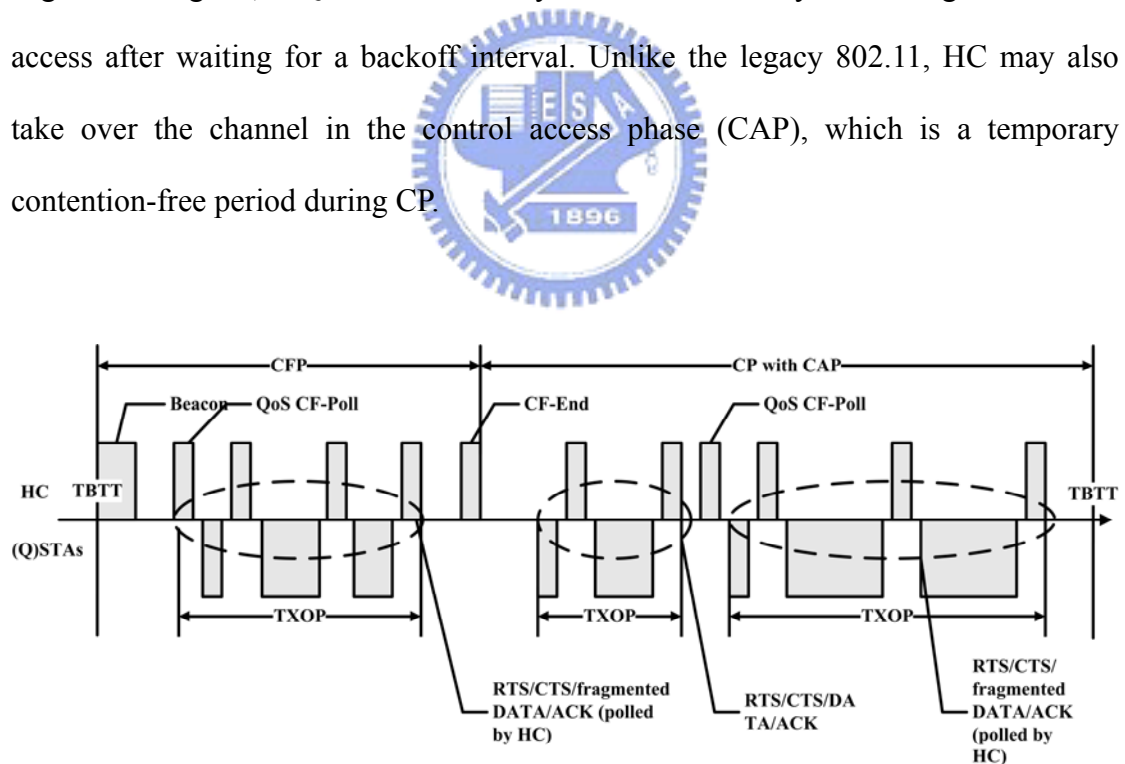 access after waiting for a backoff interval. Unlike the legacy 802.11, HC may also
take over the channel in the control access phase (CAP), which is a temporary
contention-free period during CP.
E S A
1896
CFP
CP with CAP
Beacon
QoS CF-Poll
CF-End
QoS CF-Poll
HC
TBTT
TBTT
(Q)STAs
TXOP
TXOP
TXOP
RTS/CTS/fragmented
DATA/ACK (polled
by HC)
RTS/CTS/DA
TA/ACK
RTS/CTS/
fragmented
DATA/ACK
(polled
by
HC)